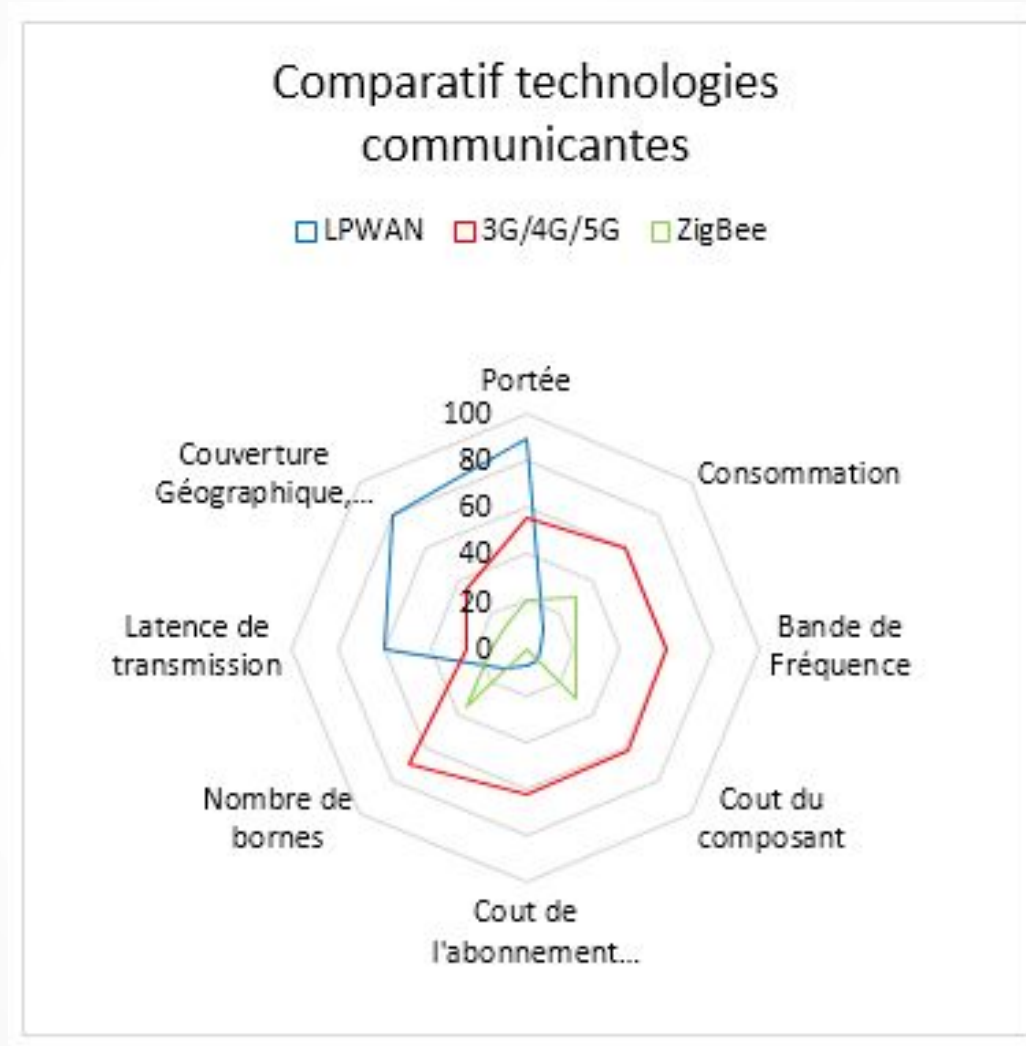 Comparatif technologies
communicantes
LPWAN 3G/4G/5G ZigBee
Portée
100
80
60
40
20
0
Consommation
Bande de
Fréquence
Cout du
composant
Cout de
l'abonnement...
Nombre de
bornes
Latence de
transmission
Couverture
Géographique,...